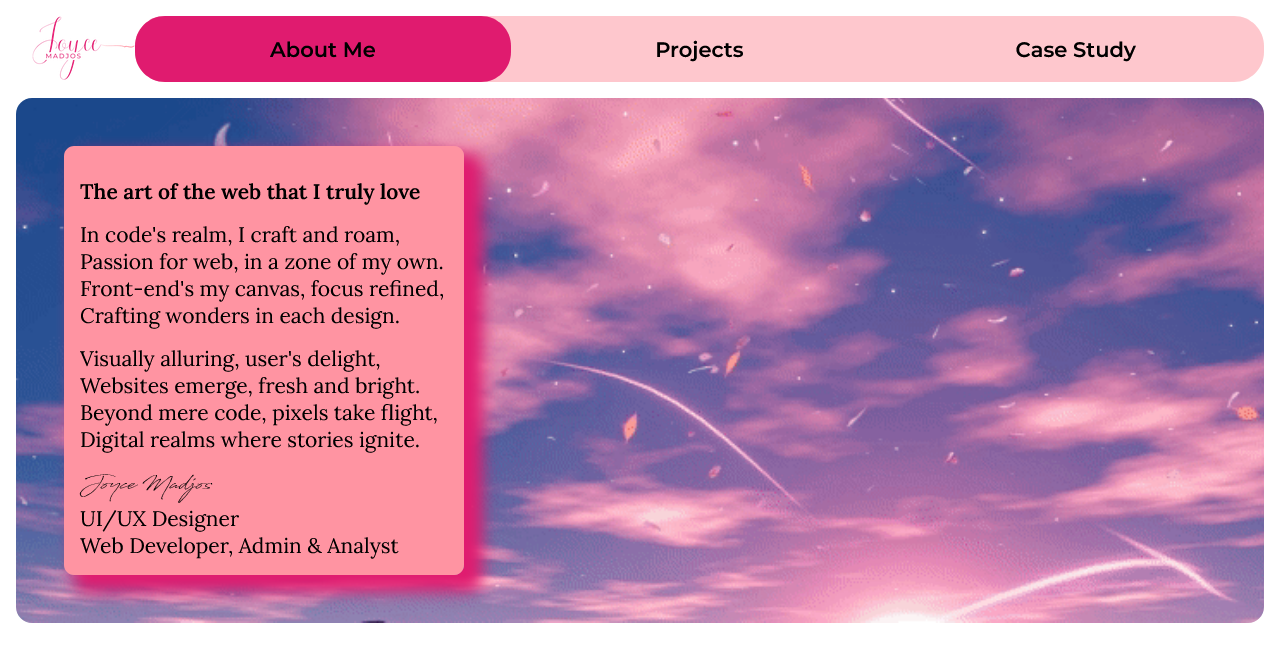 Joyce
MADJOS
About Me
Projects
Case Study
The art of the web that I truly love
In code's realm, I craft and roam,
Passion for web, in a zone of my own.
Front-end's my canvas, focus refined,
Crafting wonders in each design.
Visually alluring, user's delight,
Websites emerge, fresh and bright.
Beyond mere code, pixels take flight,
Digital realms where stories ignite.
Joyce Madjos
UI/UX Designer
Web Developer, Admin & Analyst